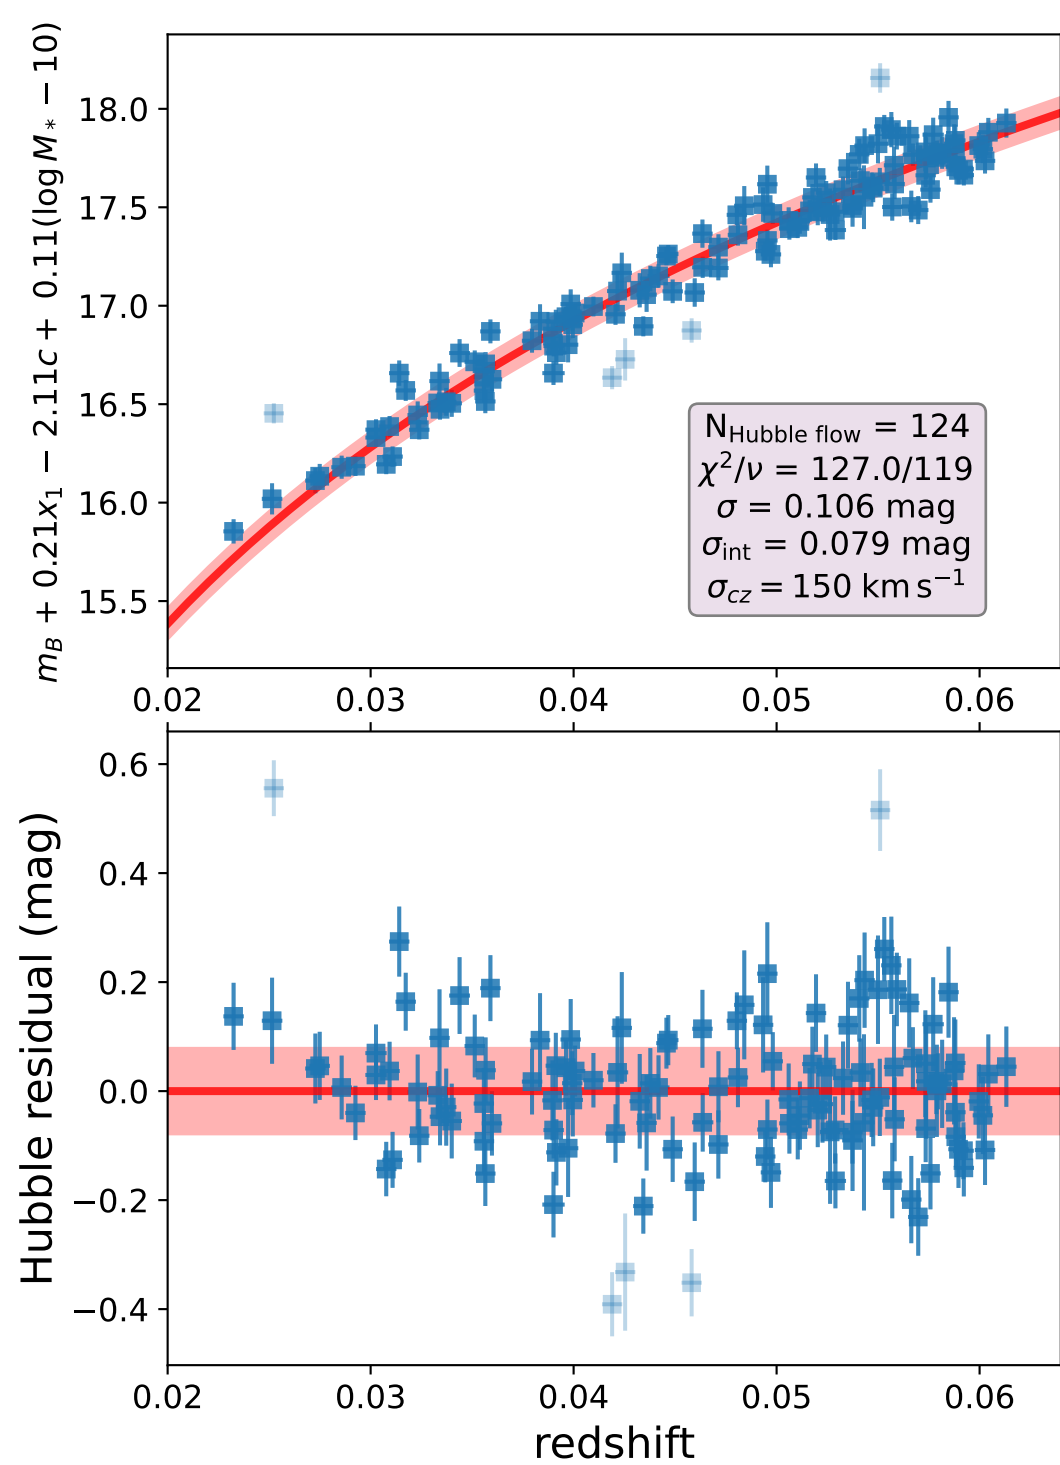 m_B + 0.21x_1 − 2.11c + 0.11(log M_* − 10)
18.0
17.5
17.0
16.5
16.0
15.5
N_Hubble flow = 124
χ²/ν = 127.0/119
σ = 0.106 mag
σ_int = 0.079 mag
σ_cz = 150 km s⁻¹
0.02 0.03 0.04 0.05 0.06
Hubble residual (mag)
0.6
0.4
0.2
0.0
−0.2
−0.4
0.02 0.03 0.04 0.05 0.06
redshift